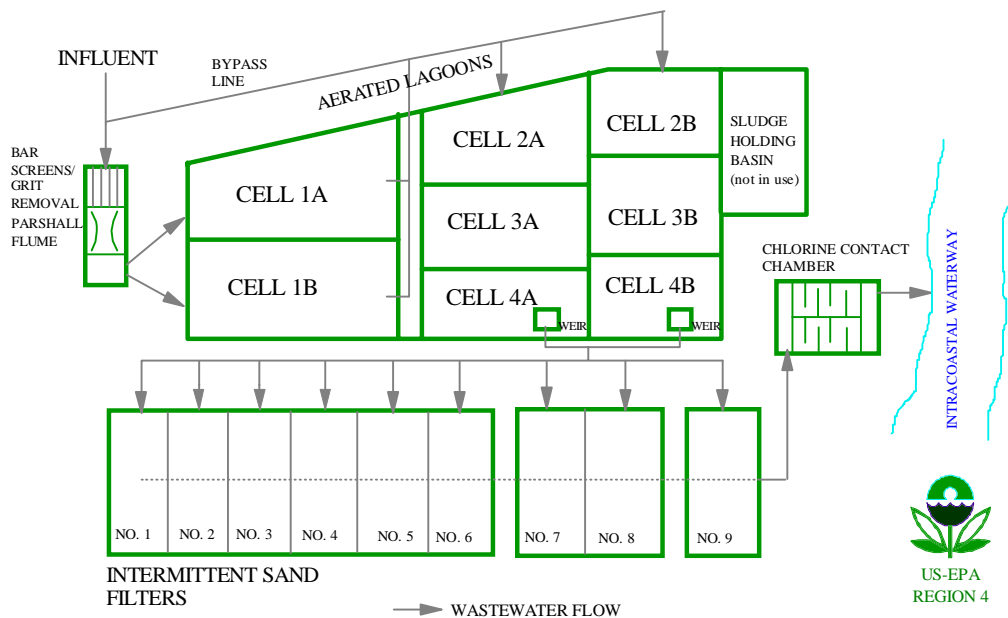 INFLUENT
BYPASS
LINE
AERATED LAGOONS
BAR
SCREENS/
GRIT
REMOVAL
PARSHALL
FLUME
CELL 1A
CELL 1B
CELL 2A
CELL 3A
CELL 4A
WEIR
CELL 2B
CELL 3B
CELL 4B
WEIR
SLUDGE
HOLDING
BASIN
(not in use)
CHLORINE CONTACT
CHAMBER
INTRACOASTAL WATERWAY
NO. 1
NO. 2
NO. 3
NO. 4
NO. 5
NO. 6
NO. 7
NO. 8
NO. 9
INTERMITTENT SAND
FILTERS
WASTEWATER FLOW
US-EPA
REGION 4